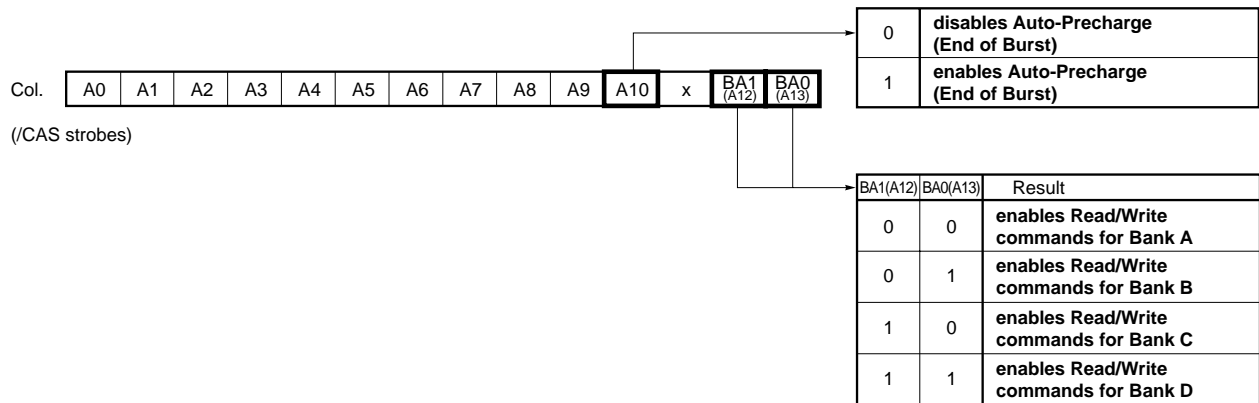 0 disables Auto-Precharge
(End of Burst)
1 enables Auto-Precharge
(End of Burst)
Col. A0 A1 A2 A3 A4 A5 A6 A7 A8 A9 A10 x BA1 BA0
(A12) (A13)
(/CAS strobes)
BA1(A12) BA0(A13) Result
0 0 enables Read/Write
commands for Bank A
0 1 enables Read/Write
commands for Bank B
1 0 enables Read/Write
commands for Bank C
1 1 enables Read/Write
commands for Bank D